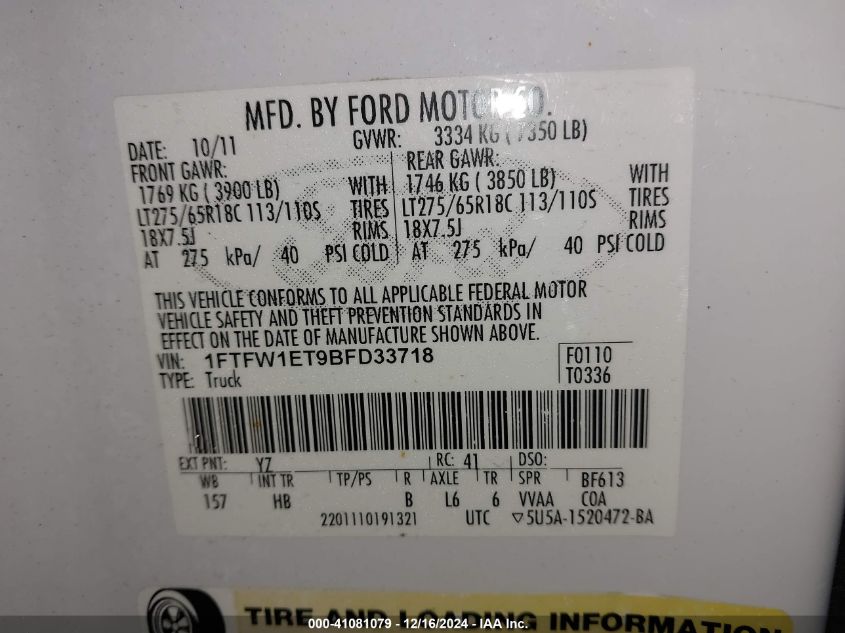 MFD. BY FORD MOTOR CO.
DATE: 10/11 GVWR: 3334 KG ( 7350 LB)
FRONT GAWR: REAR GAWR:
1769 KG ( 3900 LB) WITH 1746 KG ( 3850 LB) WITH
LT275/65R18C 113/110S TIRES LT275/65R18C 113/110S TIRES
18X7.5J RIMS 18X7.5J RIMS
AT 275 kPa/ 40 PSI COLD AT 275 kPa/ 40 PSI COLD
THIS VEHICLE CONFORMS TO ALL APPLICABLE FEDERAL MOTOR
VEHICLE SAFETY AND THEFT PREVENTION STANDARDS IN
EFFECT ON THE DATE OF MANUFACTURE SHOWN ABOVE.
VIN: 1FTFW1ET9BFD33718 F0110
TYPE: Truck T0336
EXT PNT: YZ RC: 41 DSO:
WB INT TR TP/PS R AXLE TR SPR BF613
157 HB B L6 6 VVAA COA
2201110191321 UTC ▽5U5A-1520472-BA
TIRE AND LOADING INFORMATION
000-41081079 - 12/16/2024 - IAA Inc.